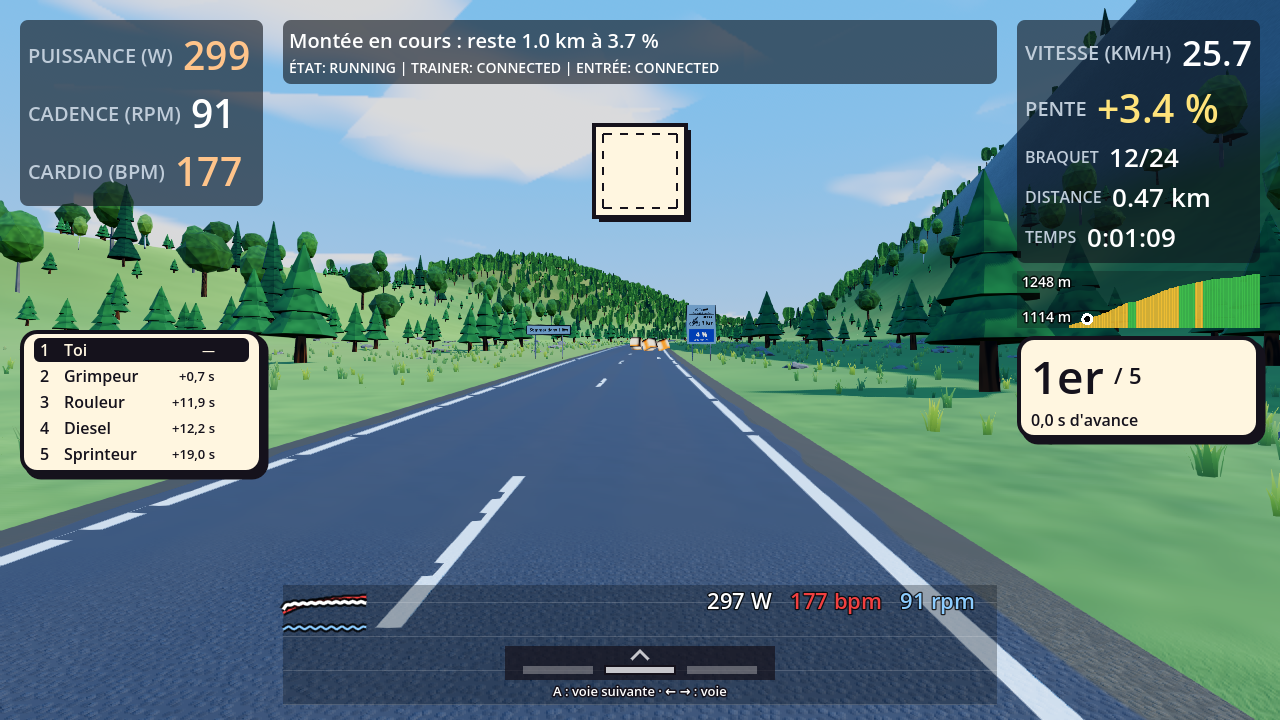 PUISSANCE (W) 299
CADENCE (RPM) 91
CARDIO (BPM) 177
Montée en cours : reste 1.0 km à 3.7 %
ÉTAT: RUNNING | TRAINER: CONNECTED | ENTRÉE: CONNECTED
VITESSE (KM/H) 25.7
PENTE +3.4 %
BRAQUET 12/24
DISTANCE 0.47 km
TEMPS 0:01:09
1248 m
1114 m
4 %
1 Toi —
2 Grimpeur +0,7 s
3 Rouleur +11,9 s
4 Diesel +12,2 s
5 Sprinteur +19,0 s
1er / 5
0,0 s d'avance
297 W 177 bpm 91 rpm
A : voie suivante · ← → : voie